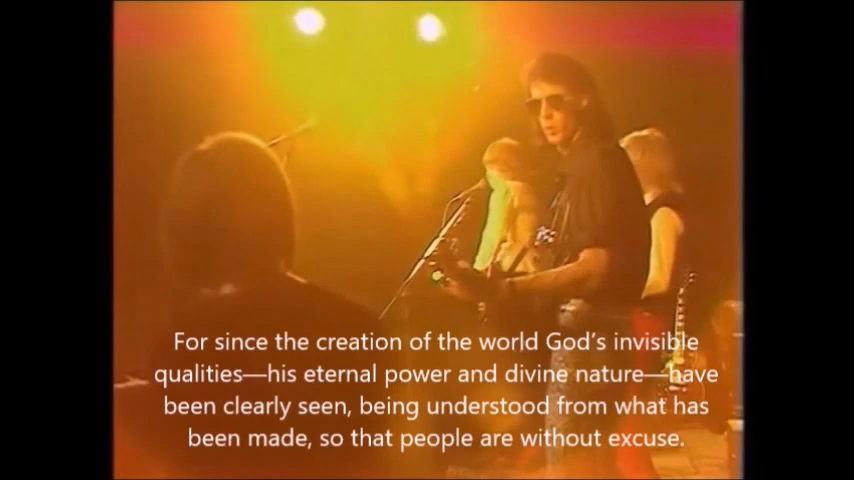 For since the creation of the world God's invisible
qualities—his eternal power and divine nature—have
been clearly seen, being understood from what has
been made, so that people are without excuse.